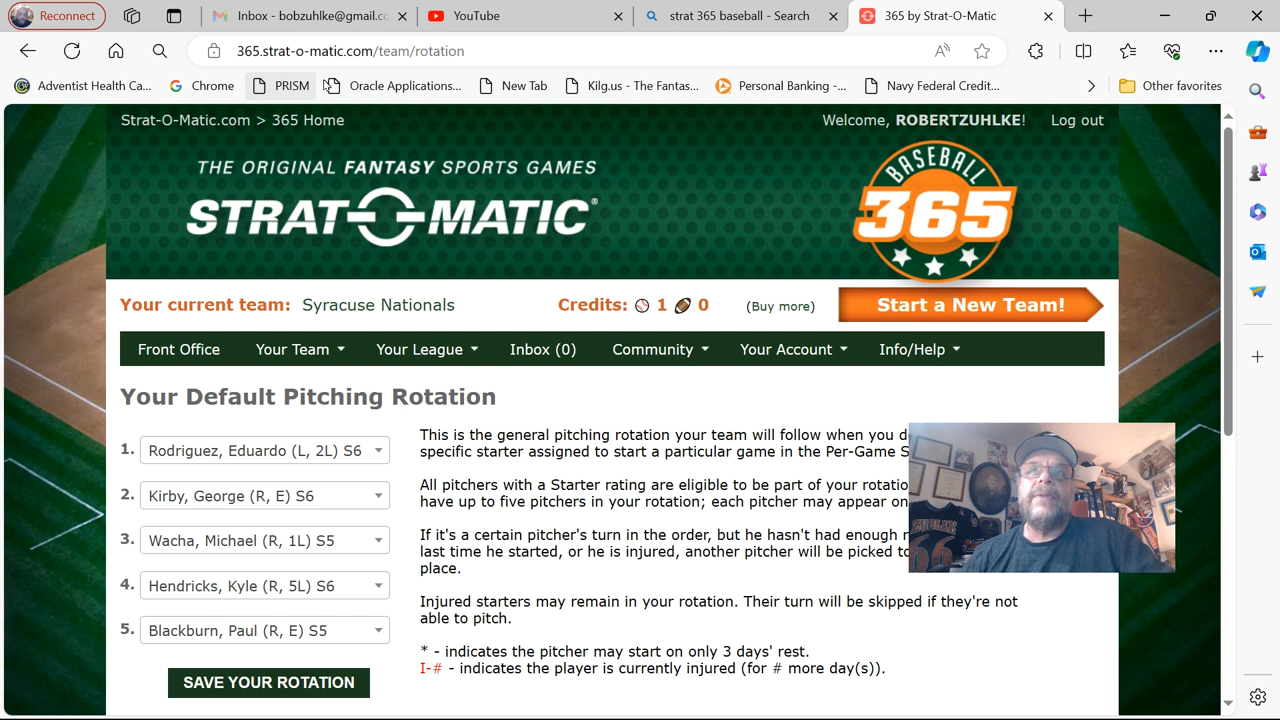 Reconnect
Inbox - bobzuhlke@gmail.cc
YouTube
strat 365 baseball - Search
365 by Strat-O-Matic
365.strat-o-matic.com/team/rotation
Adventist Health Ca...
Chrome
PRISM
Oracle Applications...
New Tab
Kilg.us - The Fantas...
Personal Banking -...
Navy Federal Credit...
Other favorites
Strat-O-Matic.com > 365 Home
Welcome, ROBERTZUHLKE!
Log out
THE ORIGINAL FANTASY SPORTS GAMES
STRAT-O-MATIC®
BASEBALL
365
Your current team: Syracuse Nationals
Credits: 1 0 (Buy more)
Start a New Team!
Front Office
Your Team
Your League
Inbox (0)
Community
Your Account
Info/Help
Your Default Pitching Rotation
1. Rodriguez, Eduardo (L, 2L) S6
2. Kirby, George (R, E) S6
3. Wacha, Michael (R, 1L) S5
4. Hendricks, Kyle (R, 5L) S6
5. Blackburn, Paul (R, E) S5
SAVE YOUR ROTATION
This is the general pitching rotation your team will follow when you d
specific starter assigned to start a particular game in the Per-Game S
All pitchers with a Starter rating are eligible to be part of your rotatio
have up to five pitchers in your rotation; each pitcher may appear on
If it's a certain pitcher's turn in the order, but he hasn't had enough r
last time he started, or he is injured, another pitcher will be picked to
place.
Injured starters may remain in your rotation. Their turn will be skipped if they're not
able to pitch.
* - indicates the pitcher may start on only 3 days' rest.
I-# - indicates the player is currently injured (for # more day(s)).
ZUHLKE
66